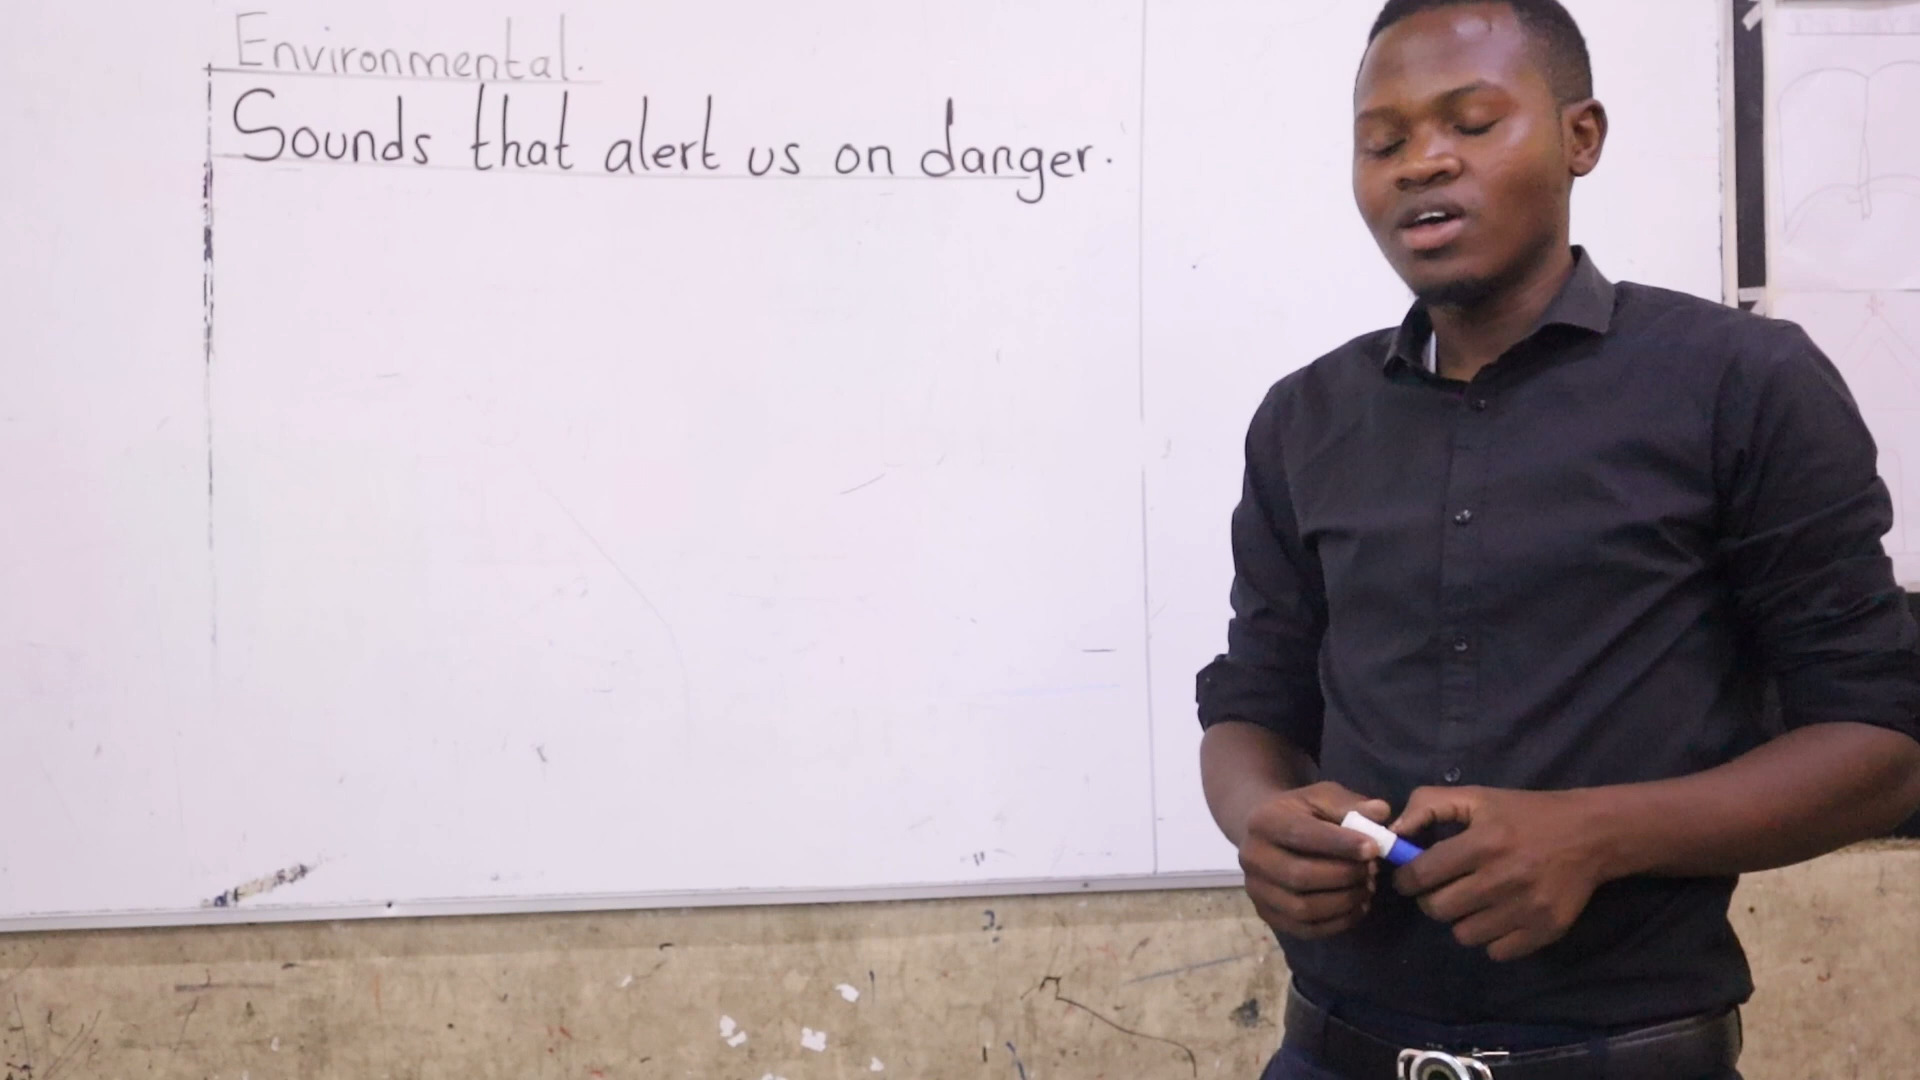 Environmental.
Sounds that alert us on danger.